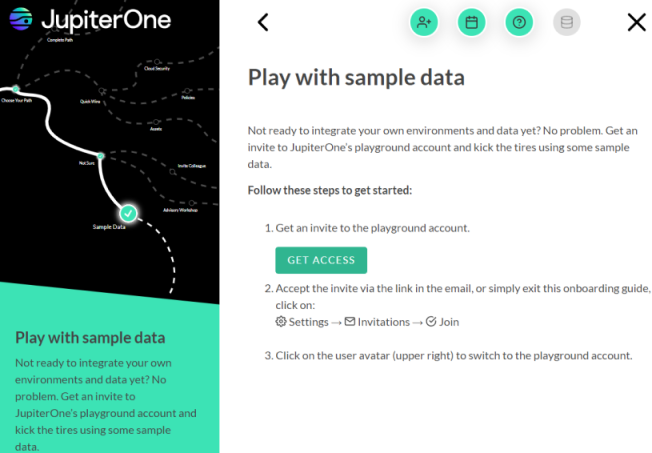 JupiterOne
Complete Path
Cloud Security
Choose Your Path
Quick Wins
Policies
Assets
Not Sure
Invite Colleague
Advisory Workshop
Sample Data
Play with sample data
Not ready to integrate your own
environments and data yet? No
problem. Get an invite to
JupiterOne's playground account and
kick the tires using some sample
data.
Play with sample data
Not ready to integrate your own environments and data yet? No problem. Get an
invite to JupiterOne's playground account and kick the tires using some sample
data.
Follow these steps to get started:
1. Get an invite to the playground account.
GET ACCESS
2. Accept the invite via the link in the email, or simply exit this onboarding guide,
click on:
Settings → Invitations → Join
3. Click on the user avatar (upper right) to switch to the playground account.